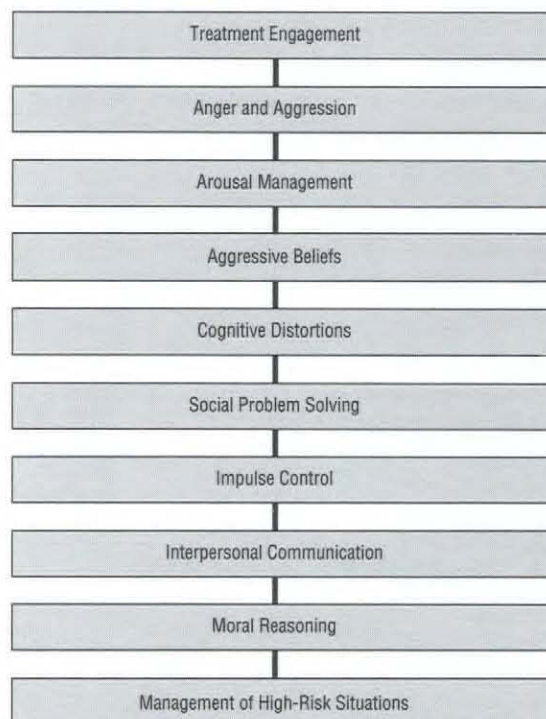 Treatment Engagement
Anger and Aggression
Arousal Management
Aggressive Beliefs
Cognitive Distortions
Social Problem Solving
Impulse Control
Interpersonal Communication
Moral Reasoning
Management of High-Risk Situations